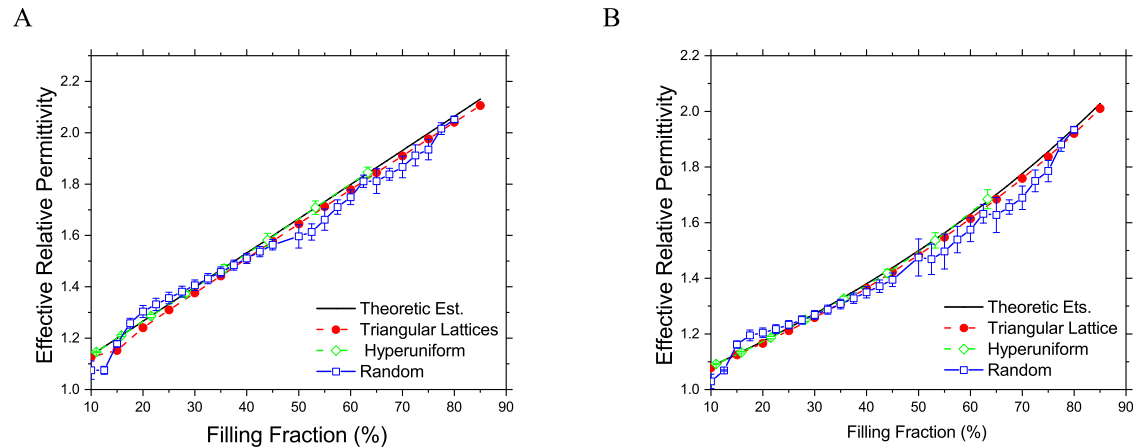 A
B
Effective Relative Permittivity
2.2
2.0
1.8
1.6
1.4
1.2
1.0
10 20 30 40 50 60 70 80 90
Filling Fraction (%)
Theoretic Est.
Triangular Lattices
Hyperuniform
Random
Effective Relative Permittivity
2.2
2.0
1.8
1.6
1.4
1.2
1.0
10 20 30 40 50 60 70 80 90
Filling Fraction (%)
Theoretic Ets.
Triangular Lattice
Hyperuniform
Random